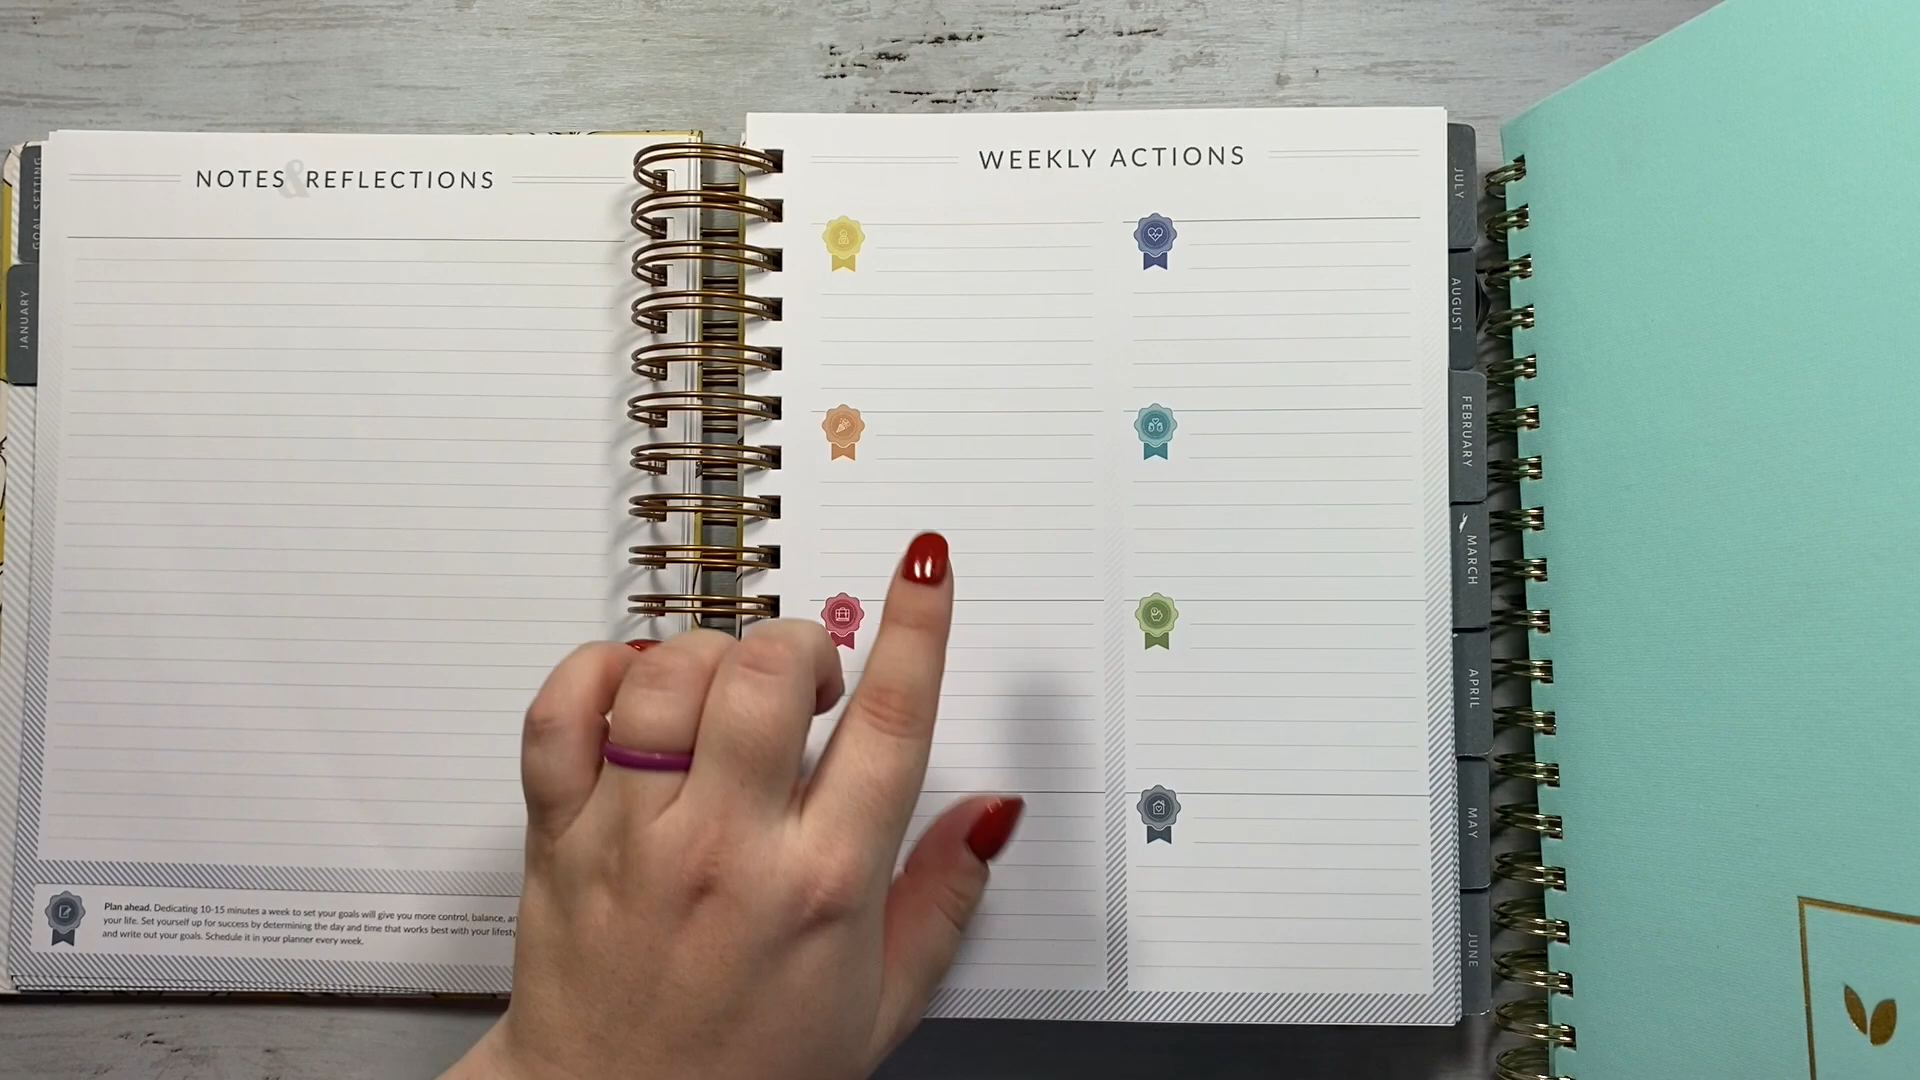 GOAL SETTING
JANUARY
NOTES & REFLECTIONS
Plan ahead. Dedicating 10-15 minutes a week to set your goals will give you more control, balance,
your life. Set yourself up for success by determining the day and time that works best with your
and write out your goals. Schedule it in your planner every week.
WEEKLY ACTIONS
JULY
AUGUST
FEBRUARY
MARCH
APRIL
MAY
JUNE